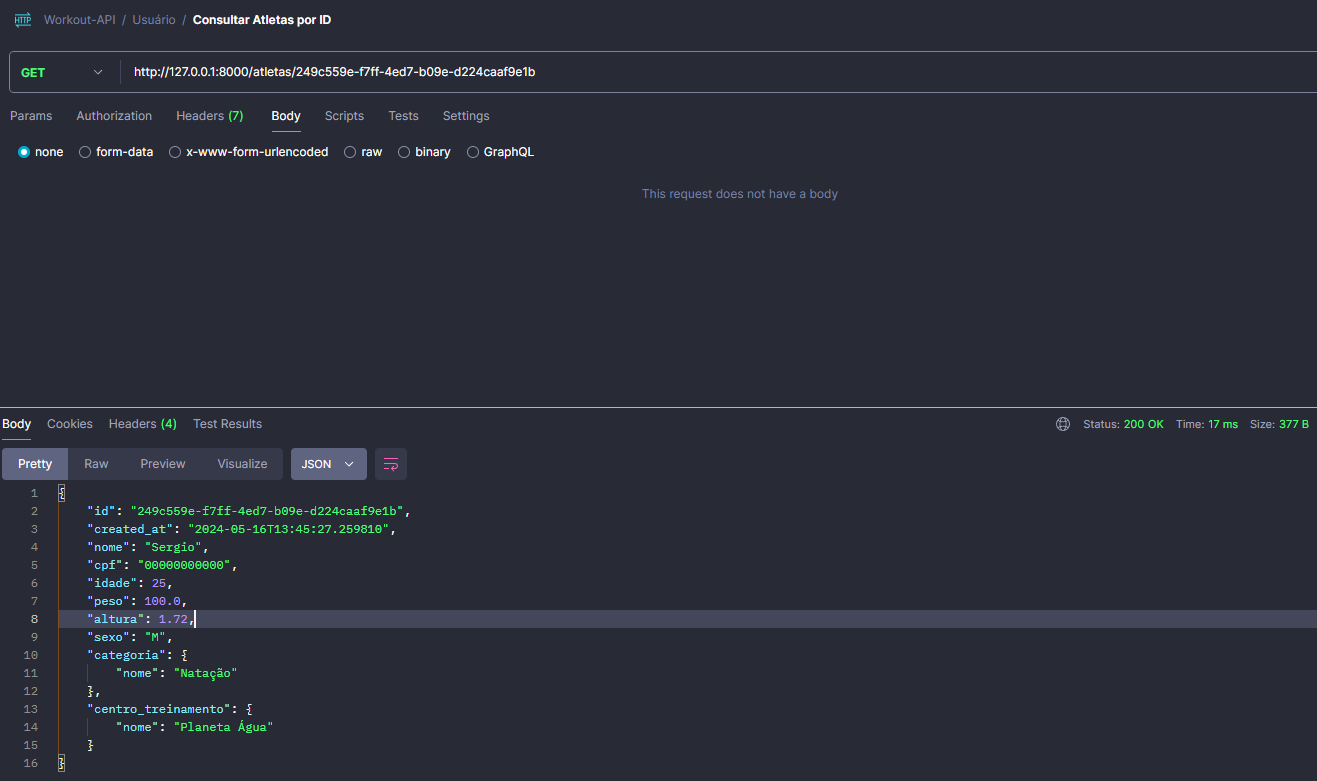 HTTP Workout-API / Usuário / Consultar Atletas por ID
GET http://127.0.0.1:8000/atletas/249c559e-f7ff-4ed7-b09e-d224caaf9e1b
Params Authorization Headers (7) Body Scripts Tests Settings
none form-data x-www-form-urlencoded raw binary GraphQL
This request does not have a body
Body Cookies Headers (4) Test Results Status: 200 OK Time: 17 ms Size: 377 B
Pretty Raw Preview Visualize JSON
1 {
2 "id": "249c559e-f7ff-4ed7-b09e-d224caaf9e1b",
3 "created_at": "2024-05-16T13:45:27.259810",
4 "nome": "Sergio",
5 "cpf": "00000000000",
6 "idade": 25,
7 "peso": 100.0,
8 "altura": 1.72,
9 "sexo": "M",
10 "categoria": {
11 "nome": "Natação"
12 },
13 "centro_treinamento": {
14 "nome": "Planeta Água"
15 }
16 }